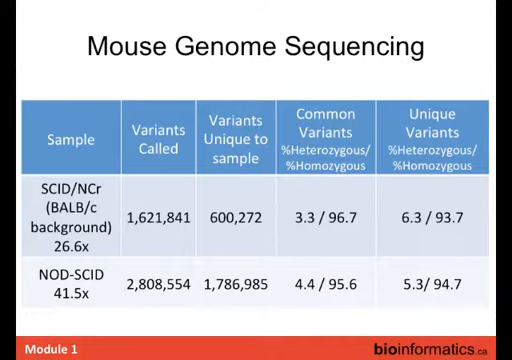 Mouse Genome Sequencing
Sample
Variants
Called
Variants
Unique to
sample
Common
Variants
%Heterozygous/
%Homozygous
Unique
Variants
%Heterozygous/
%Homozygous
SCID/NCr
(BALB/c
background)
26.6x
1,621,841
600,272
3.3 / 96.7
6.3 / 93.7
NOD-SCID
41.5x
2,808,554
1,786,985
4.4 / 95.6
5.3/ 94.7
Module 1
bioinformatics.ca